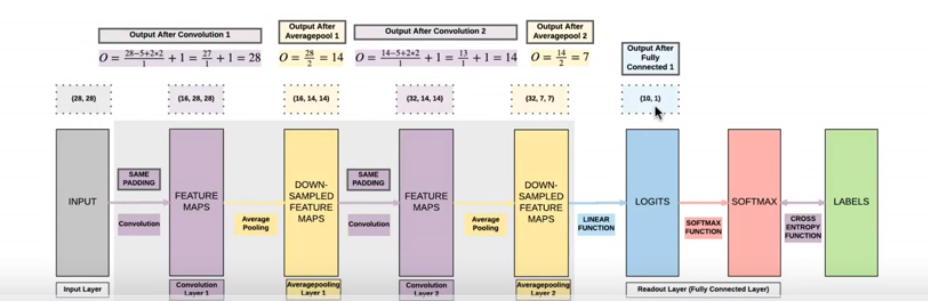 Output After Convolution 1
Output After
Averagepool 1
Output After Convolution 2
Output After
Averagepool 2
Output After
Fully
Connected 1
O = \frac{28-5+2*2}{1} + 1 = \frac{27}{1} + 1 = 28
O = \frac{28}{2} = 14
O = \frac{14-5+2*2}{1} + 1 = \frac{13}{1} + 1 = 14
O = \frac{14}{2} = 7
(28, 28)
(16, 28, 28)
(16, 14, 14)
(32, 14, 14)
(32, 7, 7)
(10, 1)
INPUT
SAME
PADDING
Convolution
FEATURE
MAPS
Average
Pooling
DOWN-
SAMPLED
FEATURE
MAPS
SAME
PADDING
Convolution
FEATURE
MAPS
Average
Pooling
DOWN-
SAMPLED
FEATURE
MAPS
LINEAR
FUNCTION
LOGITS
SOFTMAX
FUNCTION
SOFTMAX
CROSS
ENTROPY
FUNCTION
LABELS
Input Layer
Convolution
Layer 1
Averagepooling
Layer 1
Convolution
Layer 2
Averagepooling
Layer 2
Readout Layer (Fully Connected Layer)